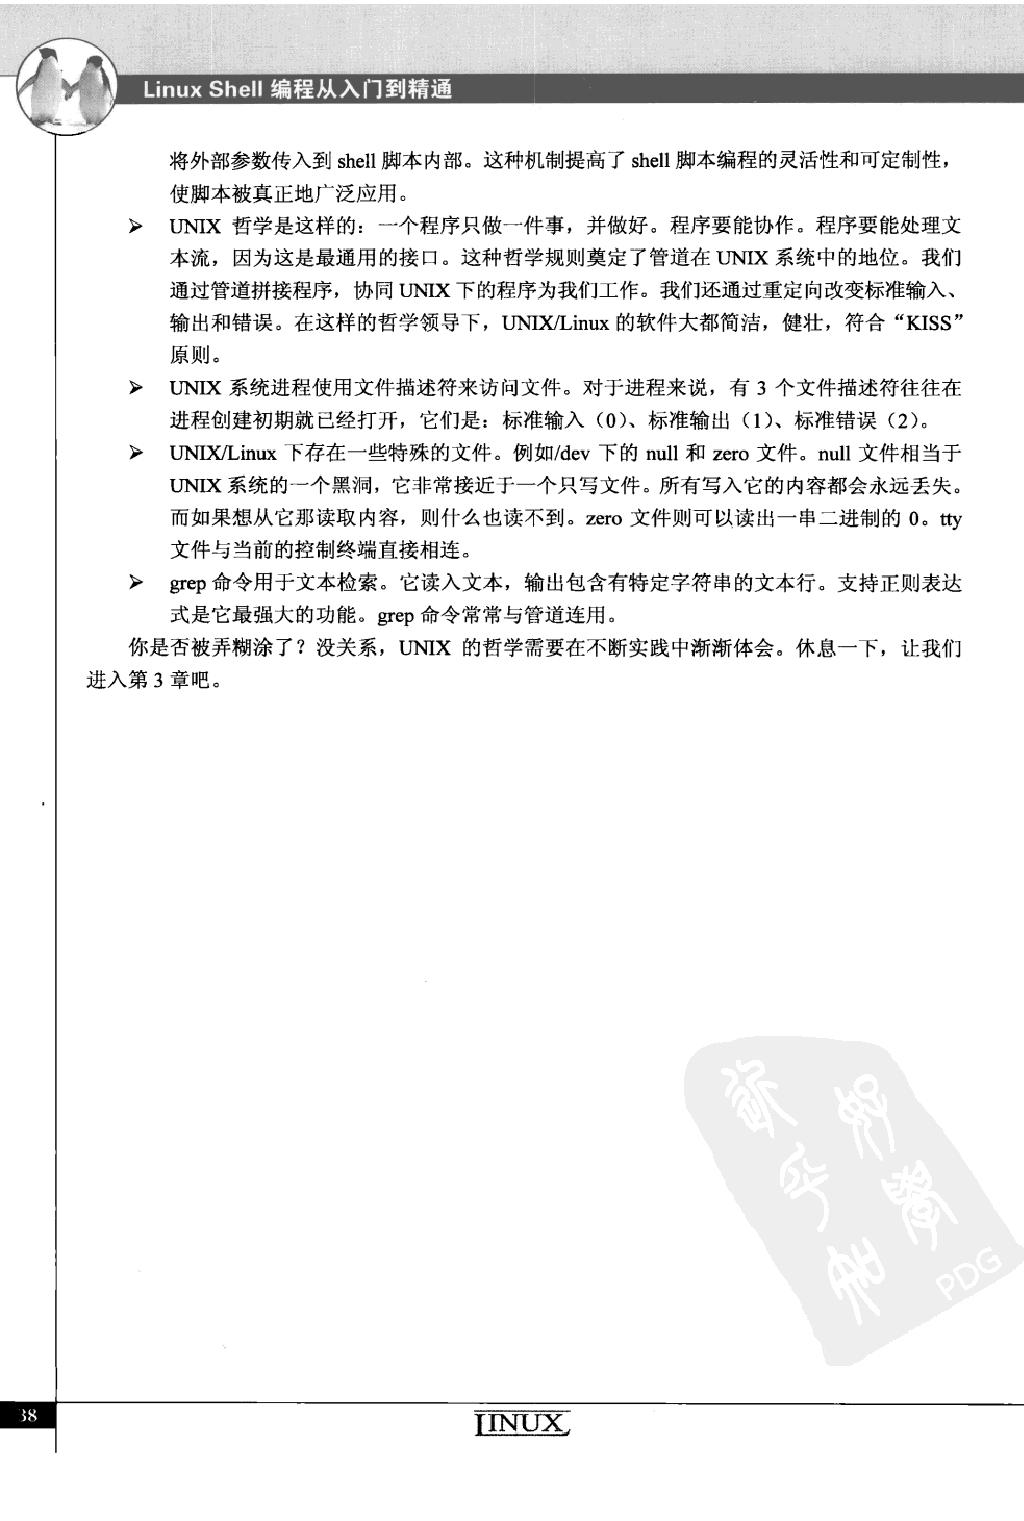 Linux Shell 编程从入门到精通
将外部参数传入到 shell 脚本内部。这种机制提高了 shell 脚本编程的灵活性和可定制性，
使脚本被真正地广泛应用。
➢ UNIX 哲学是这样的：一个程序只做一件事，并做好。程序要能协作。程序要能处理文
本流，因为这是最通用的接口。这种哲学规则奠定了管道在 UNIX 系统中的地位。我们
通过管道拼接程序，协同 UNIX 下的程序为我们工作。我们还通过重定向改变标准输入、
输出和错误。在这样的哲学领导下，UNIX/Linux 的软件大都简洁，健壮，符合“KISS”
原则。
➢ UNIX 系统进程使用文件描述符来访问文件。对于进程来说，有 3 个文件描述符往往在
进程创建初期就已经打开，它们是：标准输入（0）、标准输出（1）、标准错误（2）。
➢ UNIX/Linux 下存在一些特殊的文件。例如/dev 下的 null 和 zero 文件。null 文件相当于
UNIX 系统的一个黑洞，它非常接近于一个只写文件。所有写入它的内容都会永远丢失。
而如果想从它那读取内容，则什么也读不到。zero 文件则可以读出一串二进制的 0。tty
文件与当前的控制终端直接相连。
➢ grep 命令用于文本检索。它读入文本，输出包含有特定字符串的文本行。支持正则表达
式是它最强大的功能。grep 命令常常与管道连用。
你是否被弄糊涂了？没关系，UNIX 的哲学需要在不断实践中渐渐体会。休息一下，让我们
进入第 3 章吧。
PDG
38
LINUX